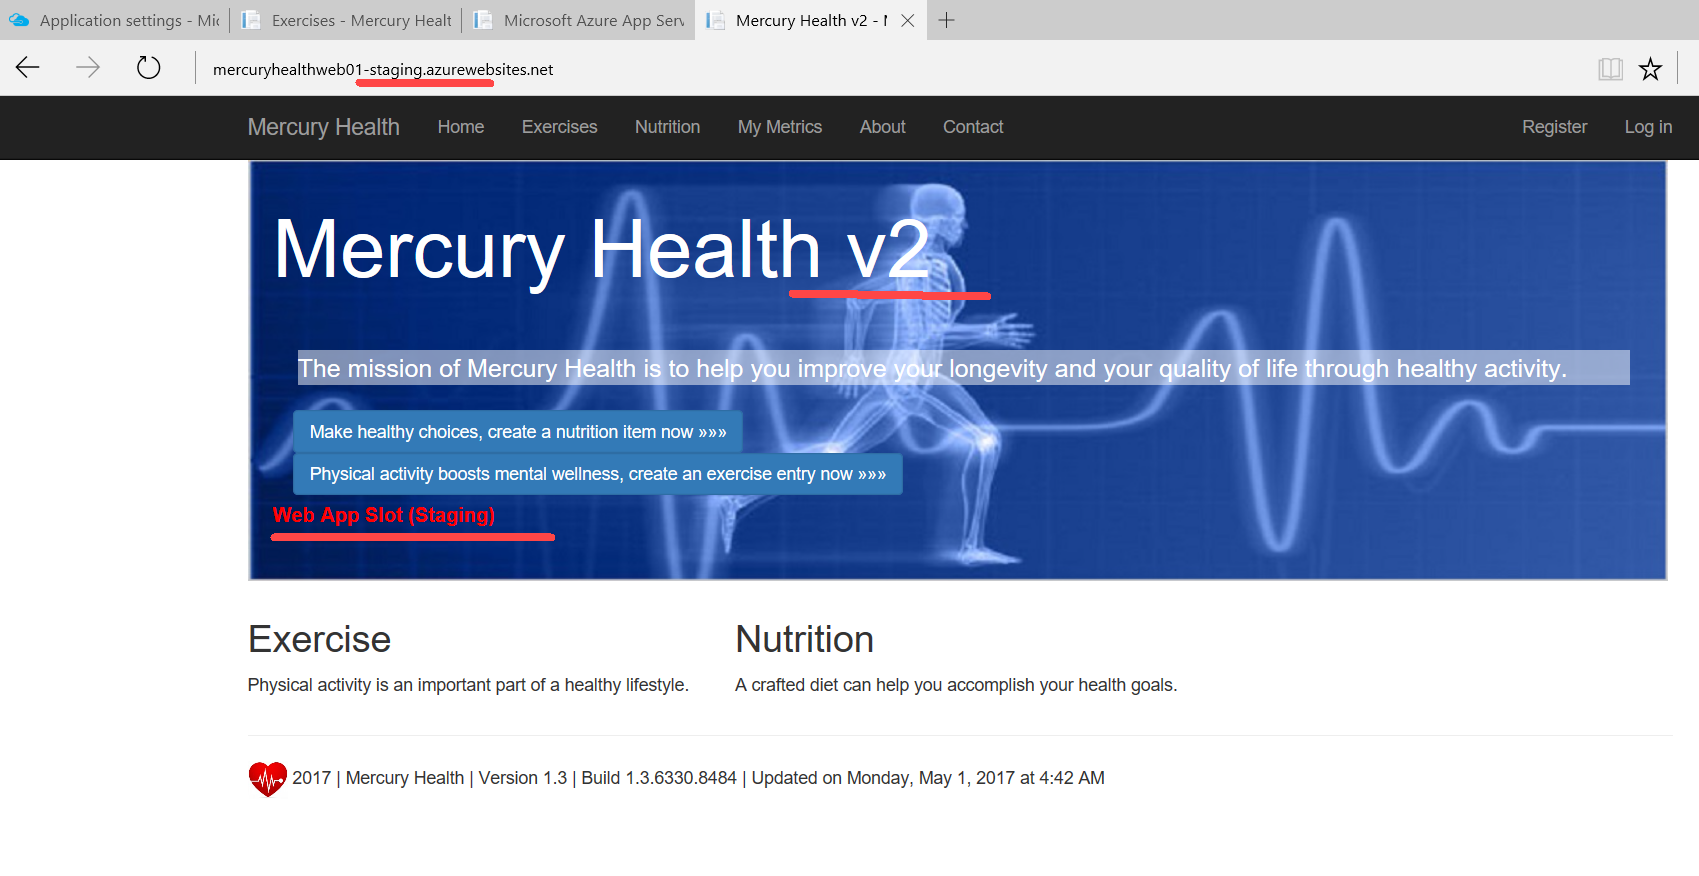 Application settings - Mic
Exercises - Mercury Healt
Microsoft Azure App Serv
Mercury Health v2 - M
mercuryhealthweb01-staging.azurewebsites.net
Mercury Health Home Exercises Nutrition My Metrics About Contact Register Log in
Mercury Health v2
The mission of Mercury Health is to help you improve your longevity and your quality of life through healthy activity.
Make healthy choices, create a nutrition item now »»»
Physical activity boosts mental wellness, create an exercise entry now »»»
Web App Slot (Staging)
Exercise
Physical activity is an important part of a healthy lifestyle.
Nutrition
A crafted diet can help you accomplish your health goals.
2017 | Mercury Health | Version 1.3 | Build 1.3.6330.8484 | Updated on Monday, May 1, 2017 at 4:42 AM